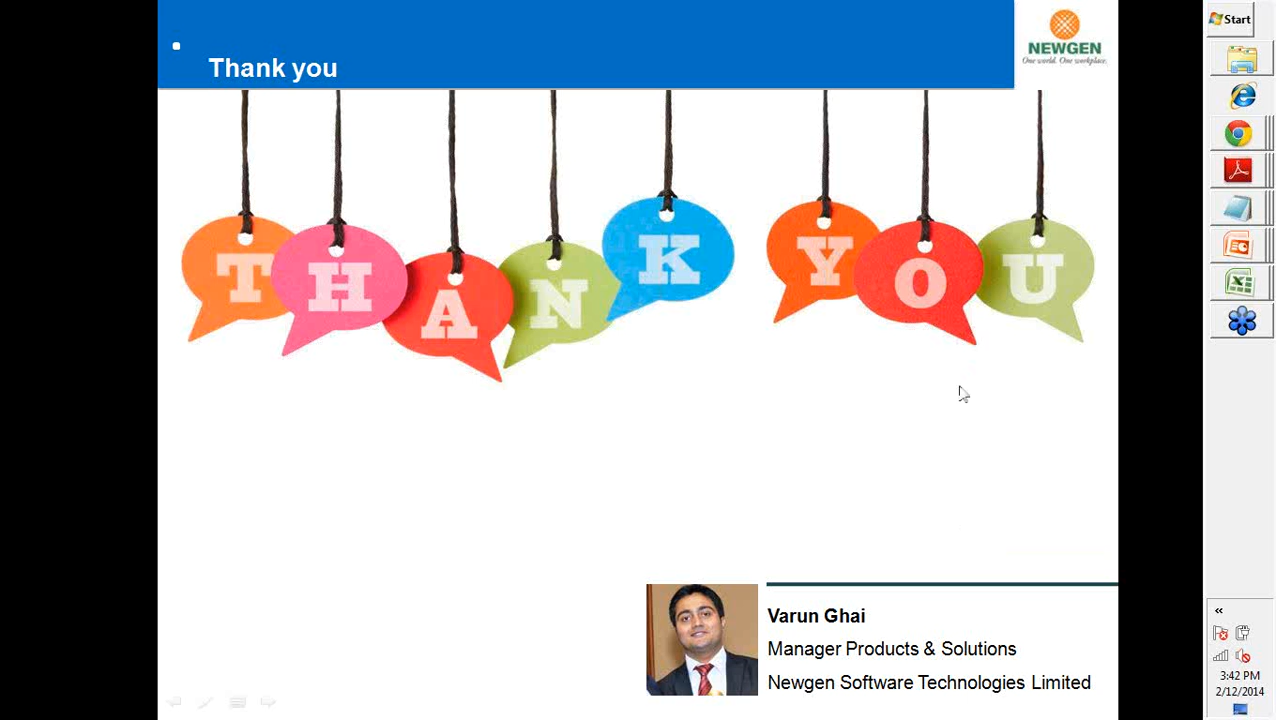 Thank you
NEWGEN
One world. One workplace.
THANK YOU
Varun Ghai
Manager Products & Solutions
Newgen Software Technologies Limited
Start
«
3:42 PM
2/12/2014